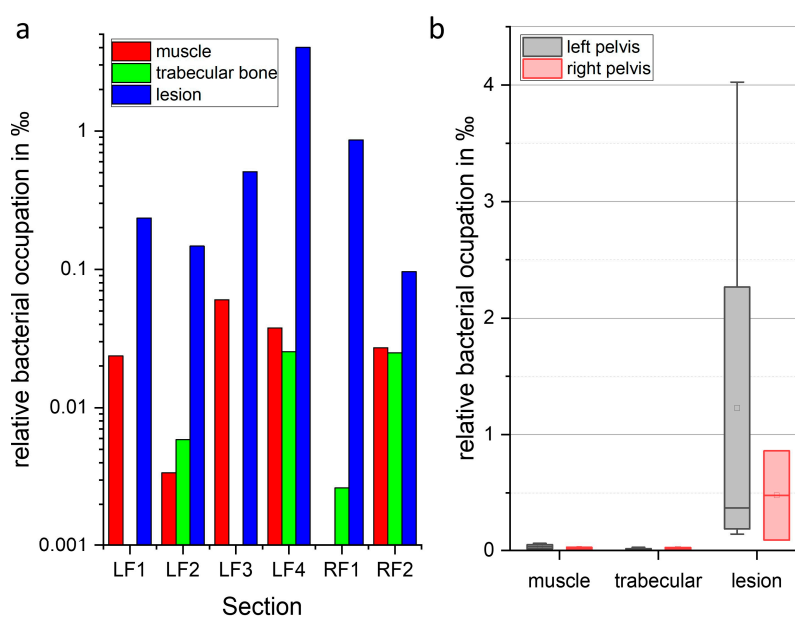 a
muscle
trabecular bone
lesion
relative bacterial occupation in ‰
1
0.1
0.01
0.001
LF1 LF2 LF3 LF4 RF1 RF2
Section
b
left pelvis
right pelvis
relative bacterial ocupation in ‰
4
3
2
1
0
muscle trabecular lesion